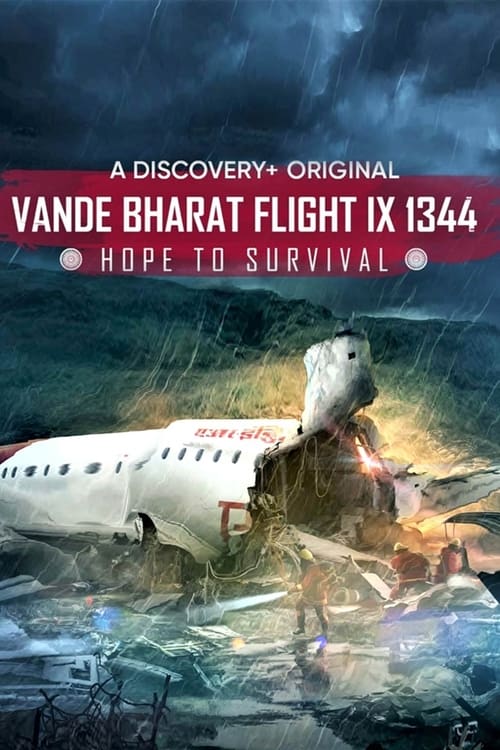 A DISCOVERY+ ORIGINAL
VANDE BHARAT FLIGHT IX 1344
HOPE TO SURVIVAL